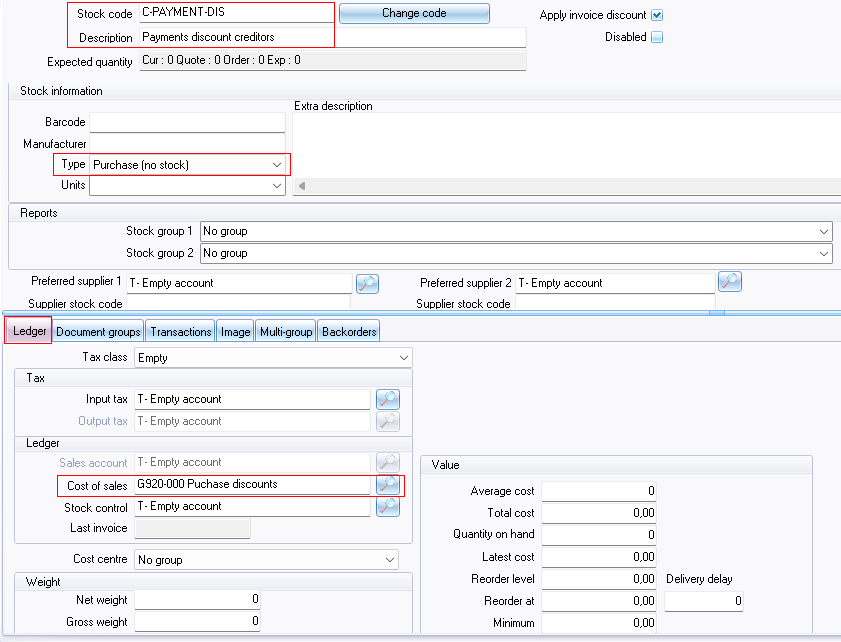 Stock code C-PAYMENT-DIS Change code Apply invoice discount
Description Payments discount creditors Disabled
Expected quantity Cur : 0 Quote : 0 Order : 0 Exp : 0
Stock information
Extra description
Barcode
Manufacturer
Type Purchase (no stock)
Units
Reports
Stock group 1 No group
Stock group 2 No group
Preferred supplier 1 T- Empty account Preferred supplier 2 T- Empty account
Supplier stock code Supplier stock code
Ledger Document groups Transactions Image Multi-group Backorders
Tax class Empty
Tax
Input tax T- Empty account
Output tax T- Empty account
Ledger
Sales account T- Empty account
Cost of sales G920-000 Puchase discounts
Stock control T- Empty account
Last invoice
Cost centre No group
Weight
Net weight 0
Gross weight 0
Value
Average cost 0
Total cost 0,00
Quantity on hand 0
Latest cost 0,00
Reorder level 0,00 Delivery delay
Reorder at 0,00 0
Minimum 0,00